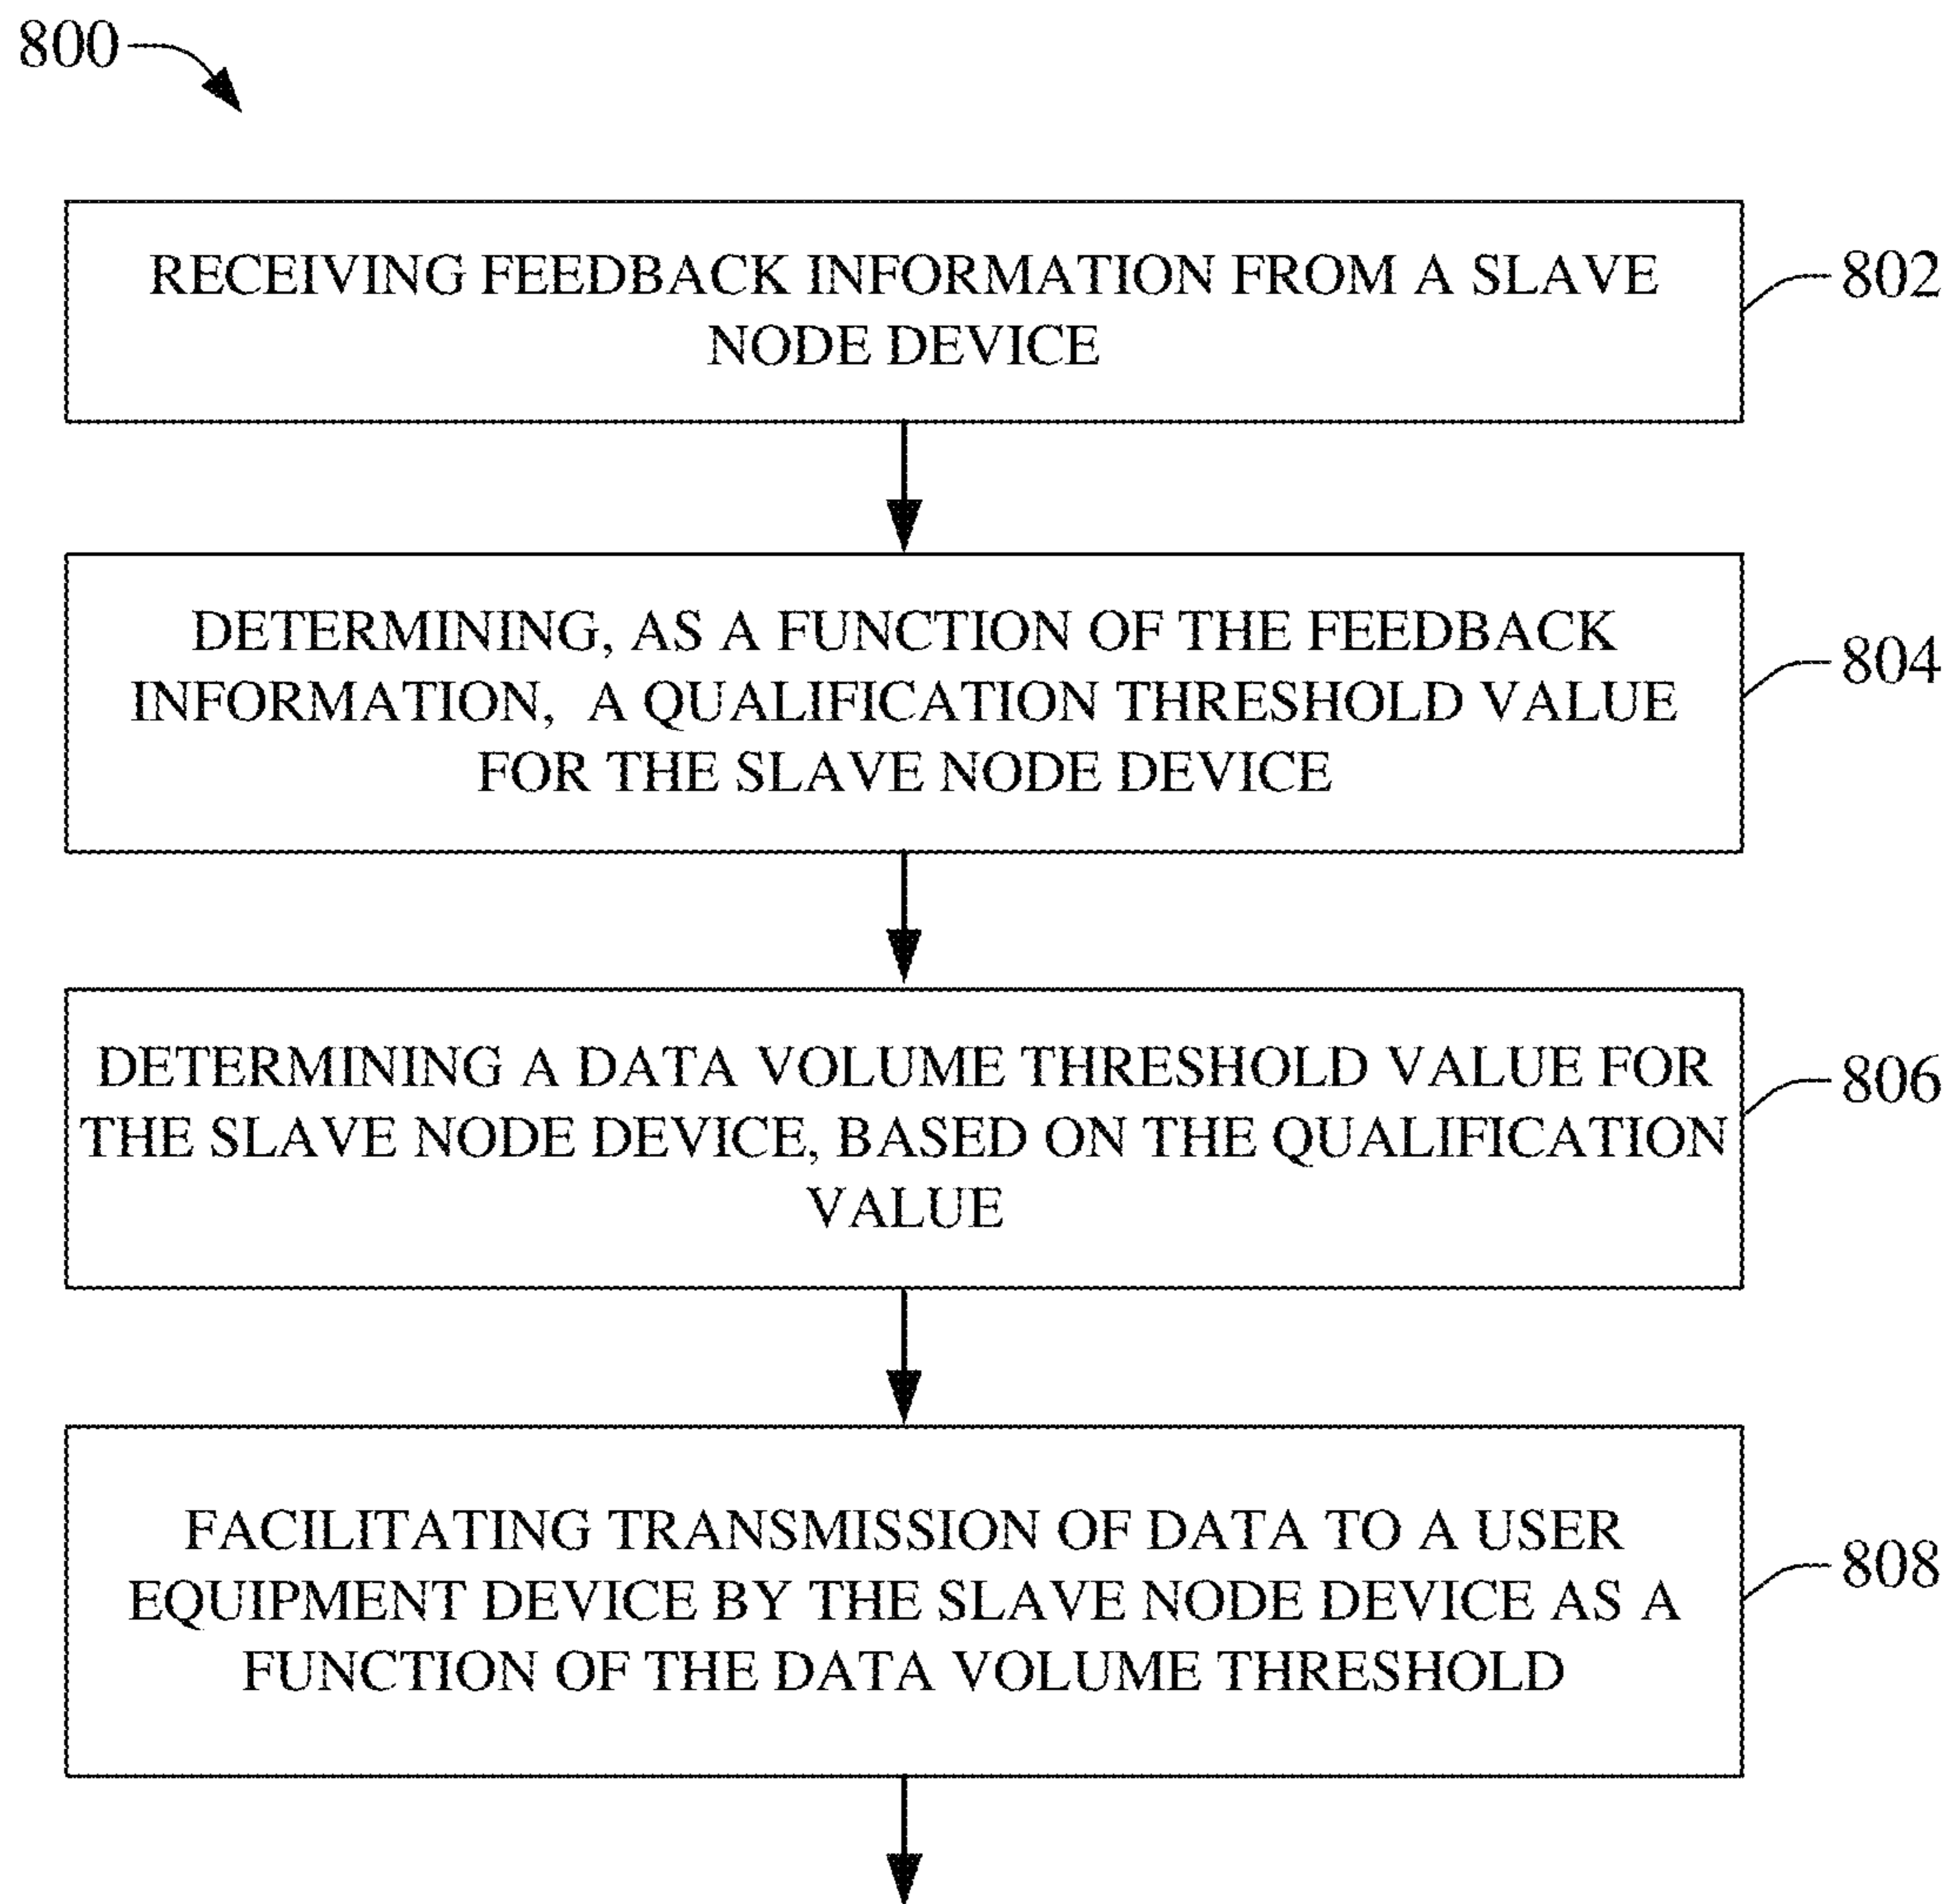 800
RECEIVING FEEDBACK INFORMATION FROM A SLAVE
NODE DEVICE
802
DETERMINING, AS A FUNCTION OF THE FEEDBACK
INFORMATION, A QUALIFICATION THRESHOLD VALUE
FOR THE SLAVE NODE DEVICE
804
DETERMINING A DATA VOLUME THRESHOLD VALUE FOR
THE SLAVE NODE DEVICE, BASED ON THE QUALIFICATION
VALUE
806
FACILITATING TRANSMISSION OF DATA TO A USER
EQUIPMENT DEVICE BY THE SLAVE NODE DEVICE AS A
FUNCTION OF THE DATA VOLUME THRESHOLD
808